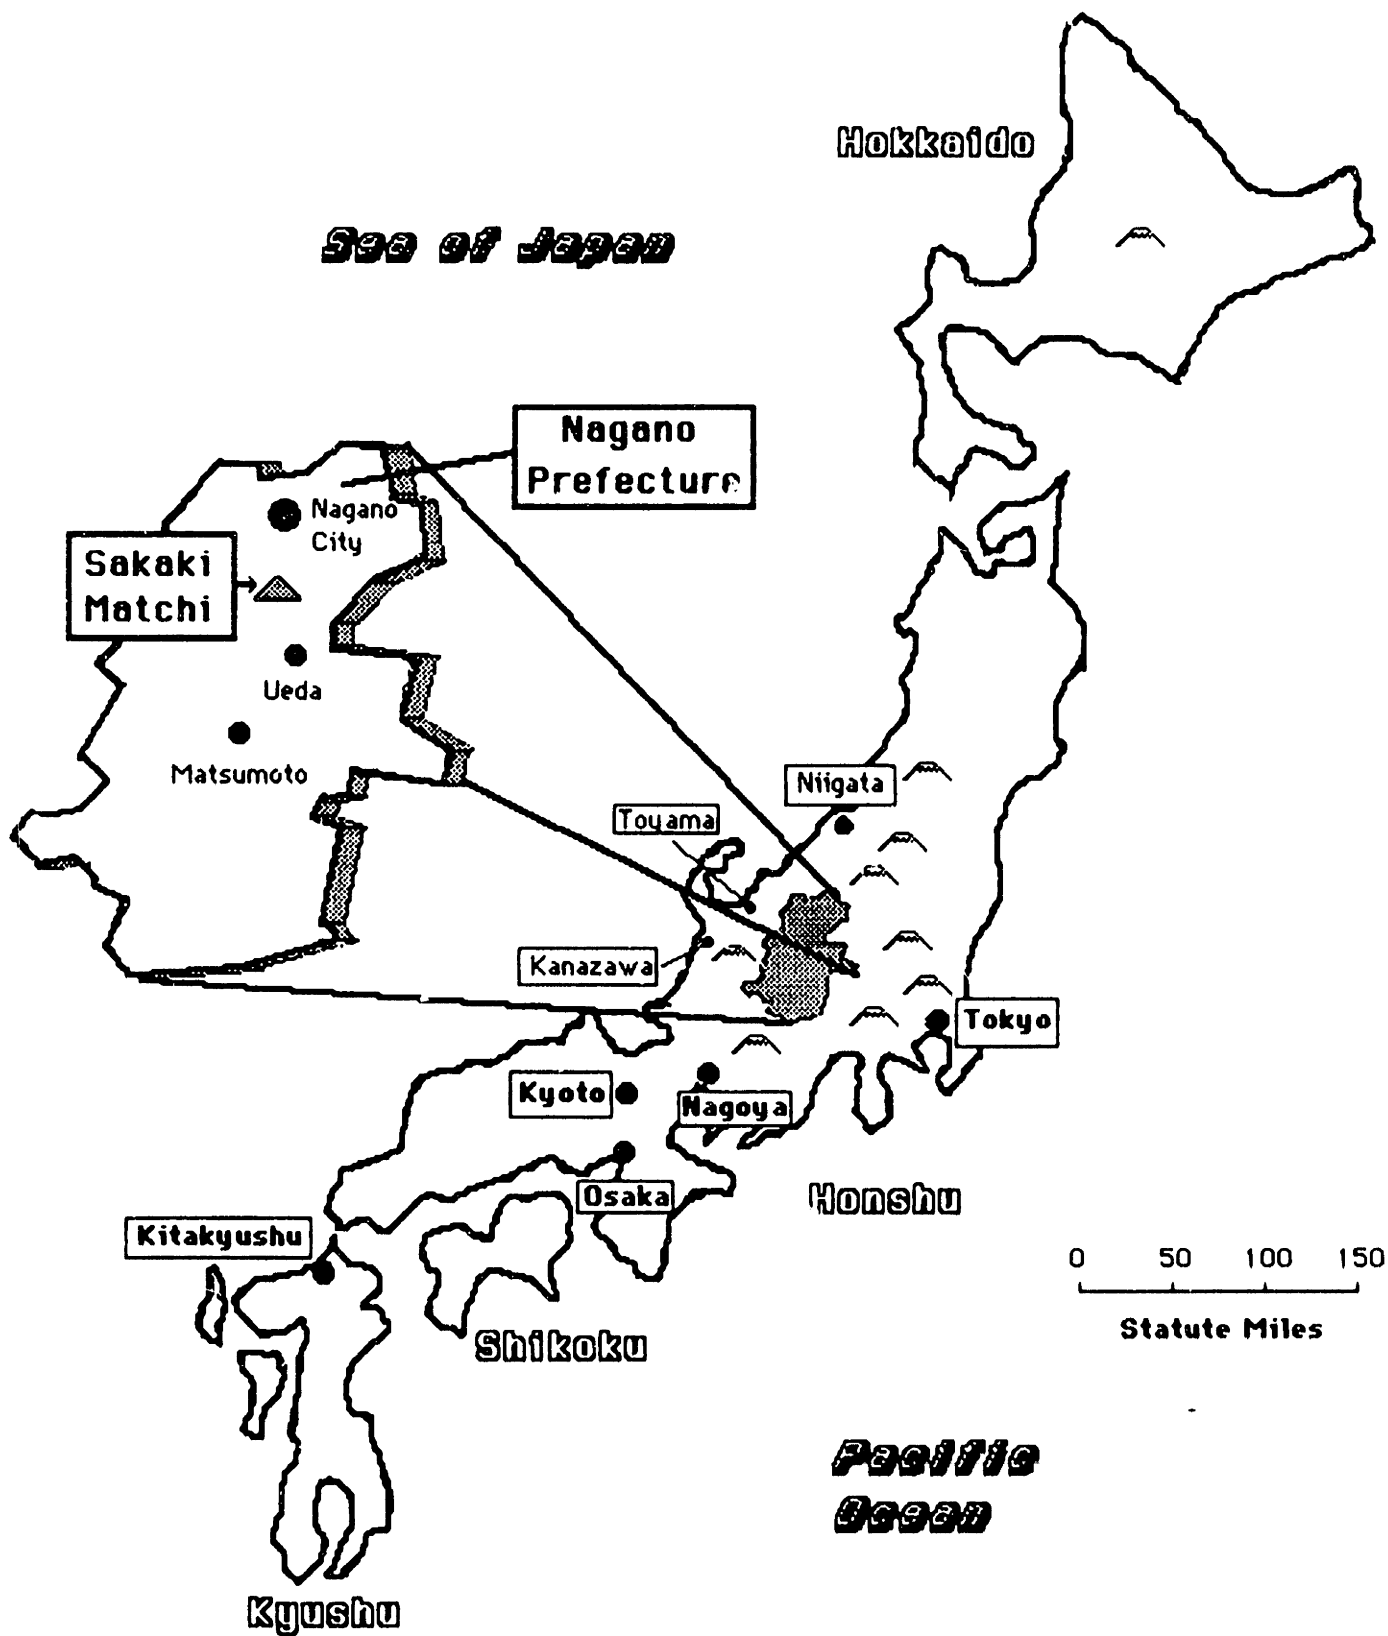 Hokkaido
Sea of Japan
Nagano
Prefecture
Nagano
City
Sakaki
Matchi
Ueda
Matsumoto
Niigata
Toyama
Kanazawa
Tokyo
Kyoto
Nagoya
Osaka
Honshu
Kitakyushu
0 50 100 150
Statute Miles
Shikoku
Pacific
Ocean
Kyushu